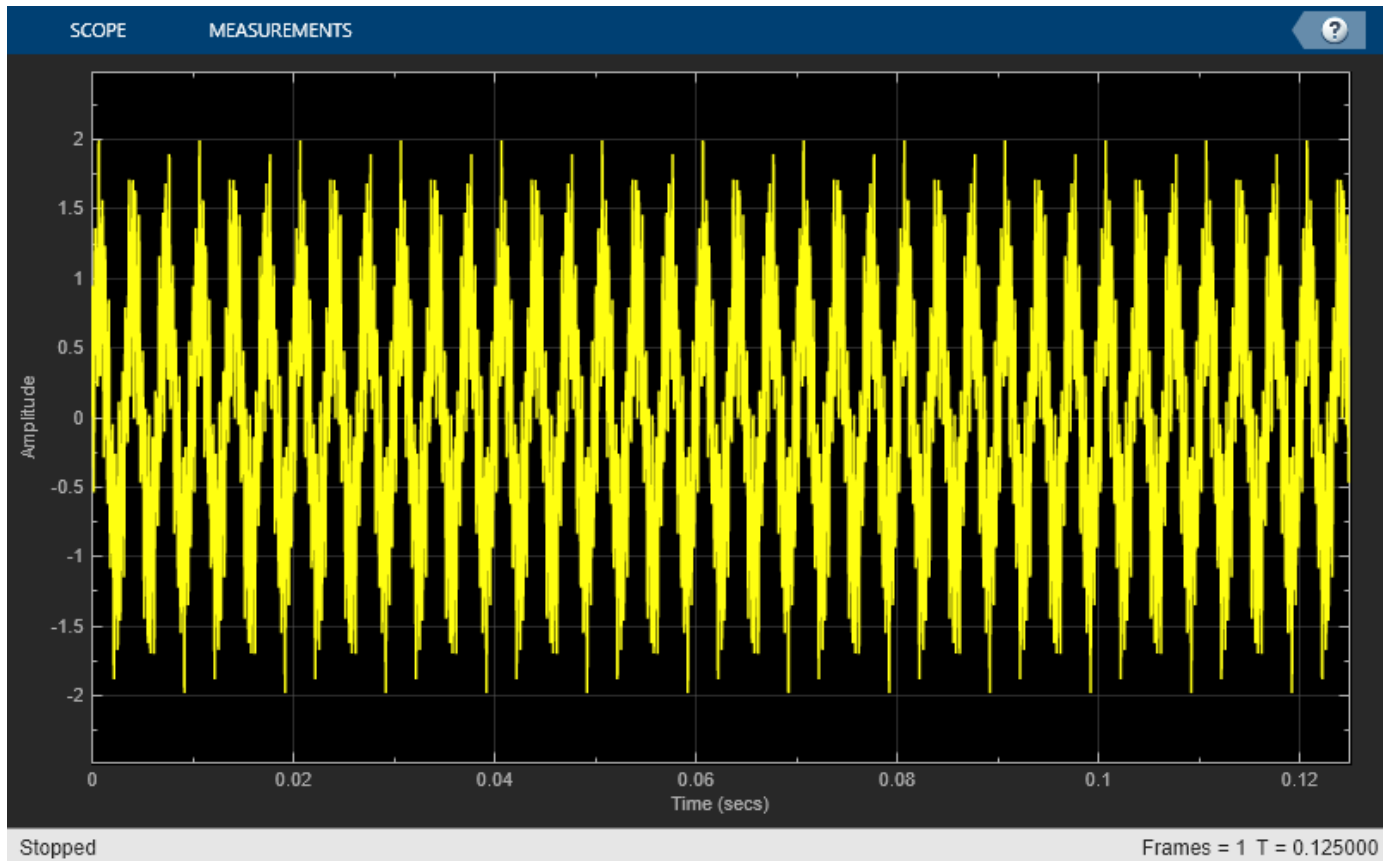 SCOPE MEASUREMENTS ?
2
1.5
1
0.5
0
-0.5
-1
-1.5
-2
Amplitude
0 0.02 0.04 0.06 0.08 0.1 0.12
Time (secs)
Stopped Frames = 1 T = 0.125000